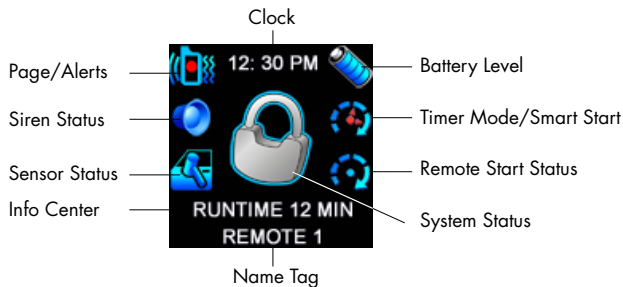 Clock
Page/Alerts
12: 30 PM
Battery Level
Siren Status
Timer Mode/Smart Start
Sensor Status
Remote Start Status
Info Center
RUNTIME 12 MIN
System Status
REMOTE 1
Name Tag